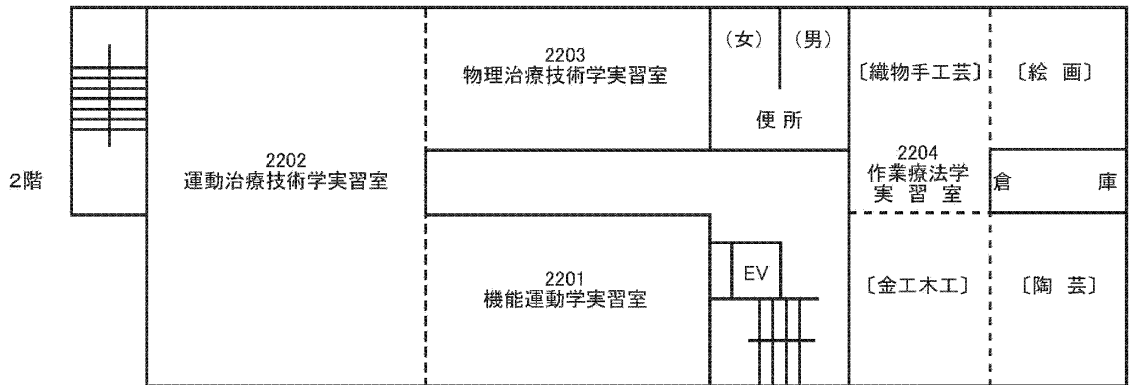 2階
2202
運動治療技術学実習室
2203
物理治療技術学実習室
(女)
(男)
便所
2201
機能運動学実習室
EV
〔織物手工芸〕
〔絵 画〕
2204
作業療法学
実 習 室
倉 庫
〔金工木工〕
〔陶 芸〕